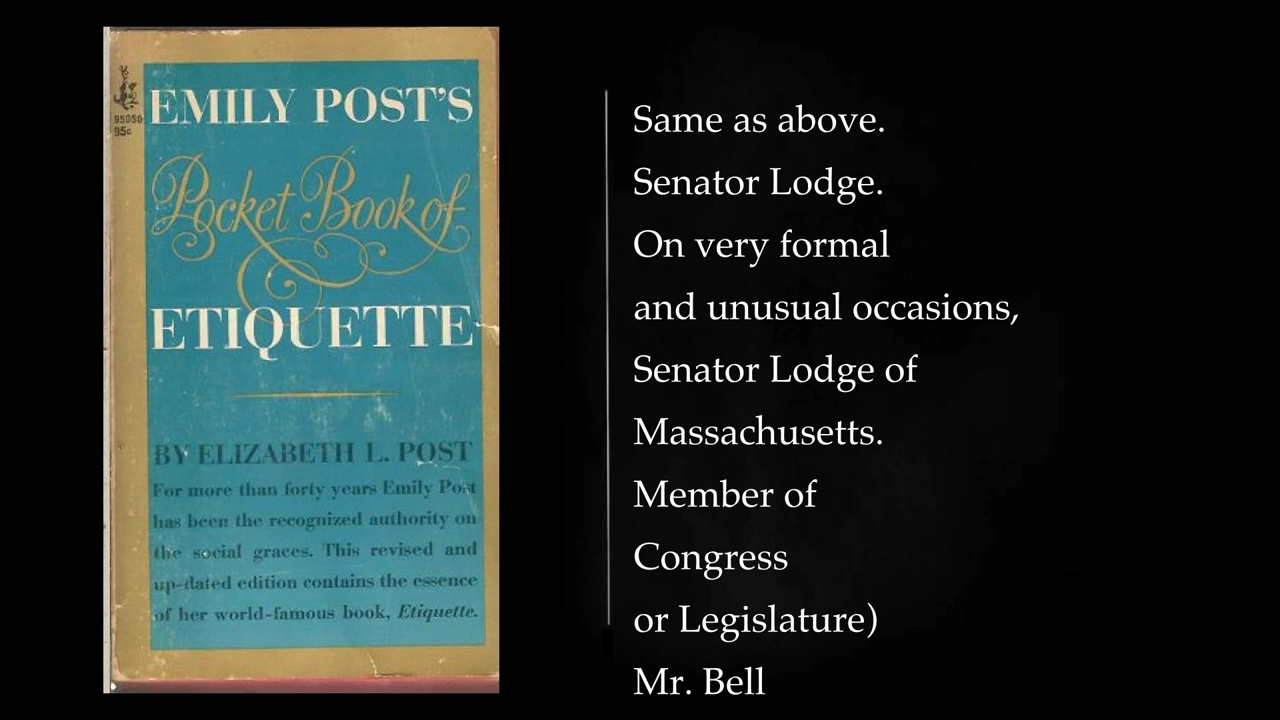 95050
95c
EMILY POST'S
Pocket Book of
ETIQUETTE
BY ELIZABETH L. POST
For more than forty years Emily Post
has been the recognized authority on
the social graces. This revised and
up-dated edition contains the essence
of her world-famous book, Etiquette.
Same as above.
Senator Lodge.
On very formal
and unusual occasions,
Senator Lodge of
Massachusetts.
Member of
Congress
or Legislature)
Mr. Bell